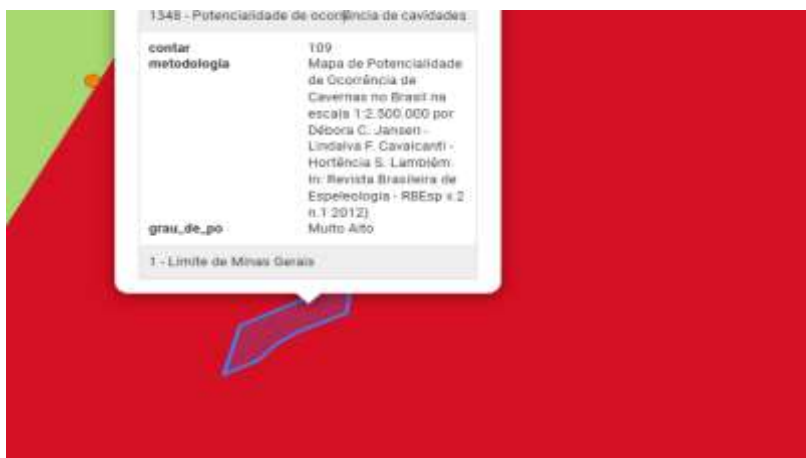 1348 - Potencialidade de ocorrência de cavidades
contar 109
metodologia Mapa de Potencialidade
de Ocorrência de
Cavernas no Brasil na
escala 1:2.500.000 por
Débora C. Jansen -
Lindalva F. Cavalcanti -
Hortência S. Lamblém
In: Revista Brasileira de
Espeleologia - RBEsp v.2
n.1 2012)
grau_de_po Muito Alto
1 - Limite de Minas Gerais